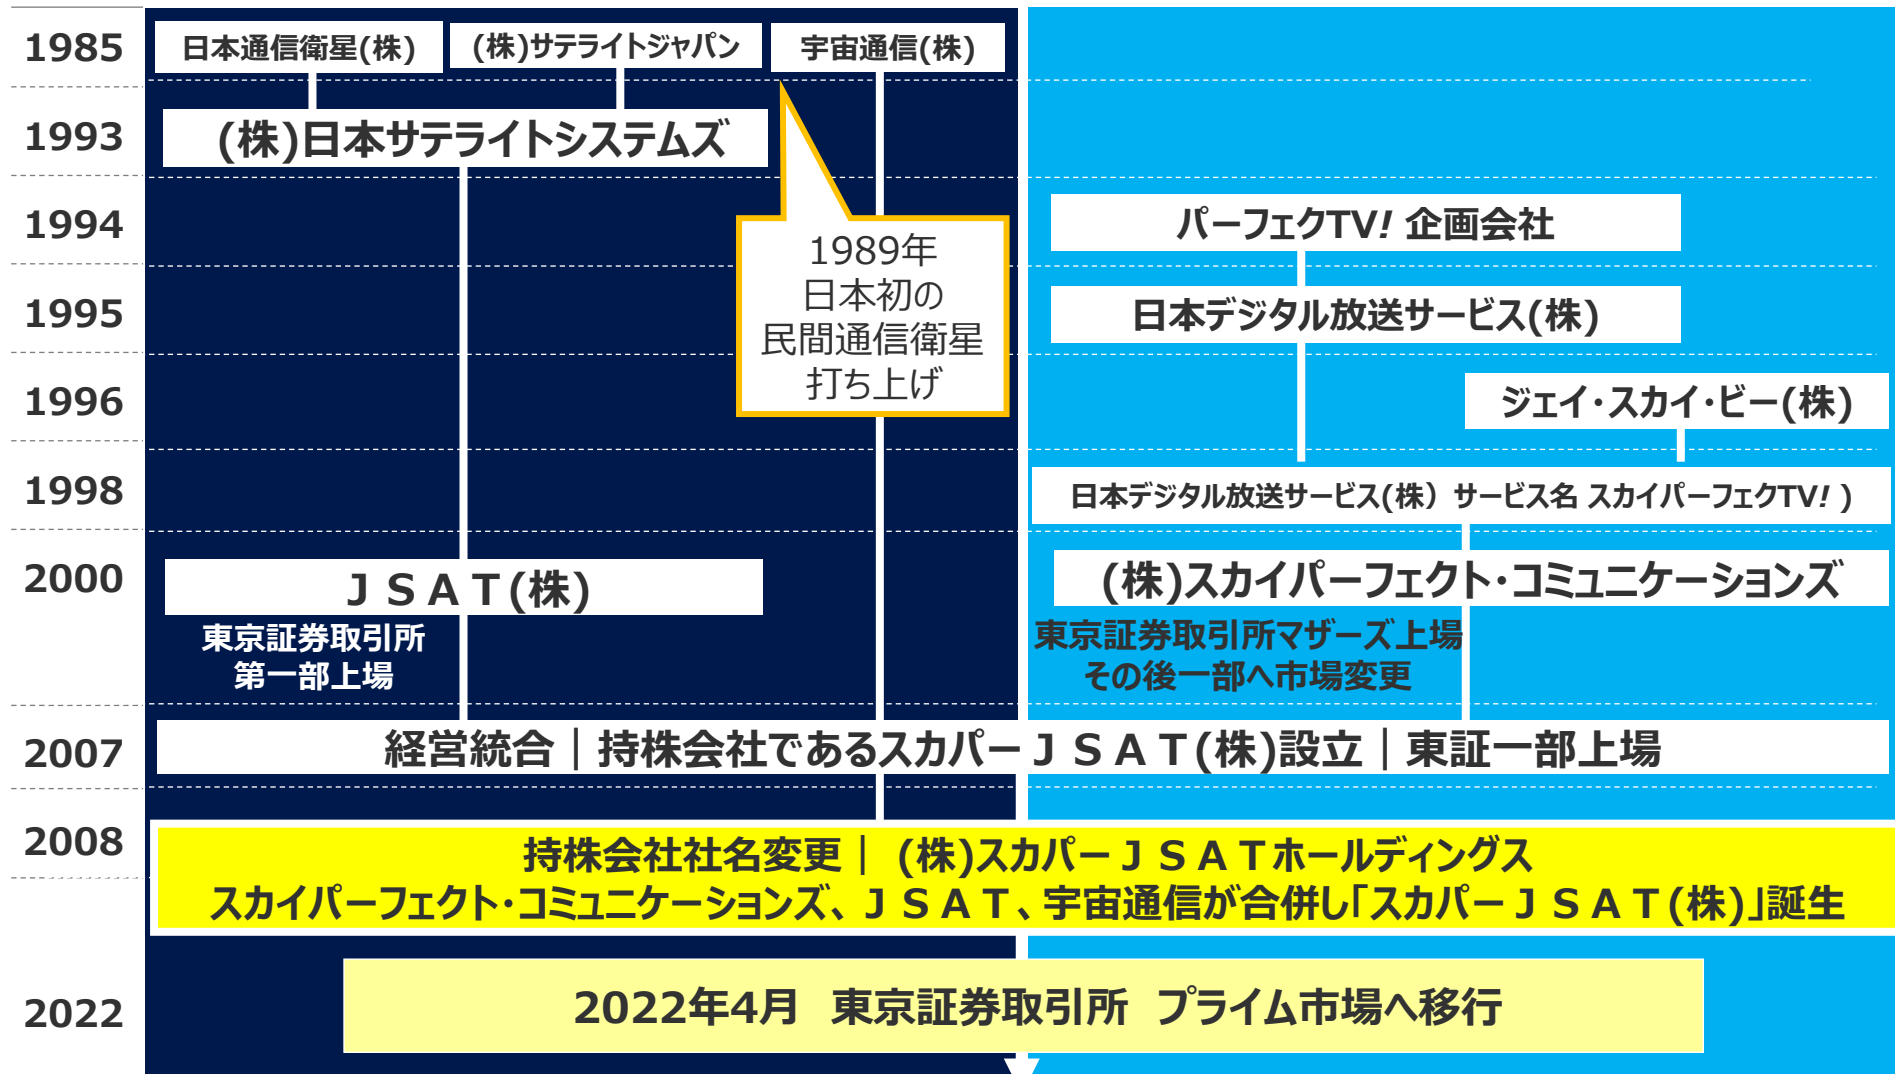 1985
日本通信衛星(株)
(株)サテライトジャパン
宇宙通信(株)
1993
(株)日本サテライトシステムズ
1994
パーフェクTV! 企画会社
1989年
日本初の
民間通信衛星
打ち上げ
1995
日本デジタル放送サービス(株)
1996
ジェイ・スカイ・ビー(株)
1998
日本デジタル放送サービス(株）サービス名 スカイパーフェクTV! )
2000
ＪＳＡＴ(株)
東京証券取引所
第一部上場
(株)スカイパーフェクト・コミュニケーションズ
東京証券取引所マザーズ上場
その後一部へ市場変更
2007
経営統合｜持株会社であるスカパーＪＳＡＴ(株)設立｜東証一部上場
2008
持株会社社名変更｜ (株)スカパーＪＳＡＴホールディングス
スカイパーフェクト・コミュニケーションズ、ＪＳＡＴ、宇宙通信が合併し｢スカパーＪＳＡＴ(株)｣誕生
2022
2022年4月　東京証券取引所　プライム市場へ移行